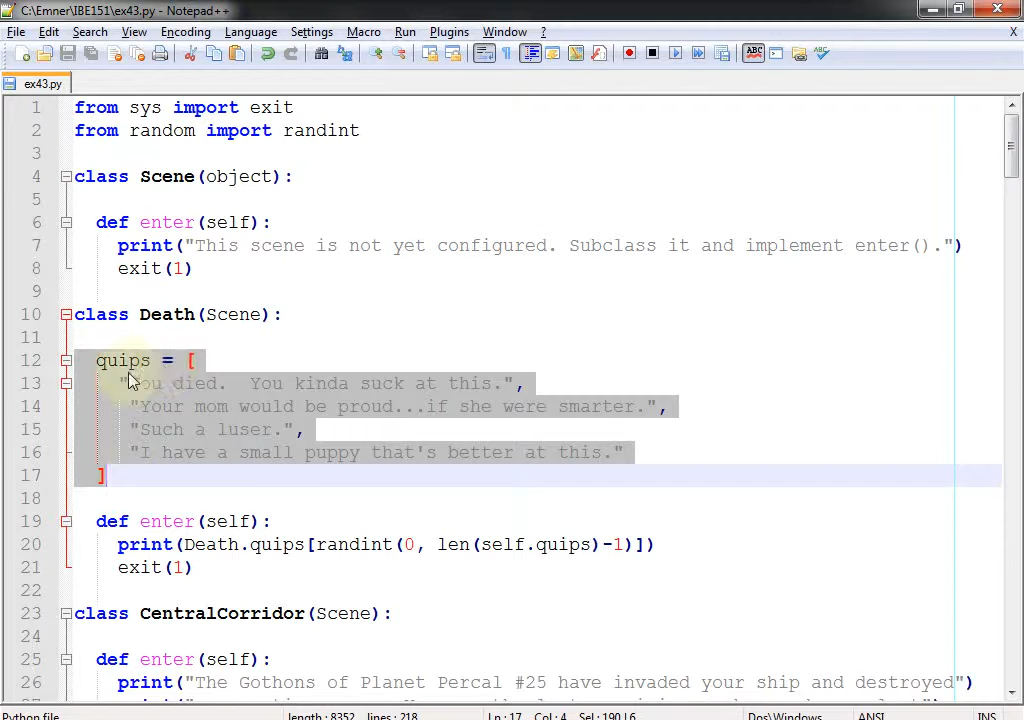 C:\Emner\IBE151\ex43.py - Notepad++
File Edit Search View Encoding Language Settings Macro Run Plugins Window ? X
ex43.py
1 from sys import exit
2 from random import randint
3
4 class Scene(object):
5
6 def enter(self):
7 print("This scene is not yet configured. Subclass it and implement enter().")
8 exit(1)
9
10 class Death(Scene):
11
12 quips = [
13 died.  You kinda suck at this.",
14 "Your mom would be proud...if she were smarter.",
15 "Such a luser.",
16 "I have a small puppy that's better at this."
17 ]
18
19 def enter(self):
20 print(Death.quips[randint(0, len(self.quips)-1)])
21 exit(1)
22
23 class CentralCorridor(Scene):
24
25 def enter(self):
26 print("The Gothons of Planet Percal #25 have invaded your ship and destroyed")
Python file length : 8352 lines : 218 Ln : 17 Col : 4 Sel : 190 | 6 Dos\Windows ANSI INS